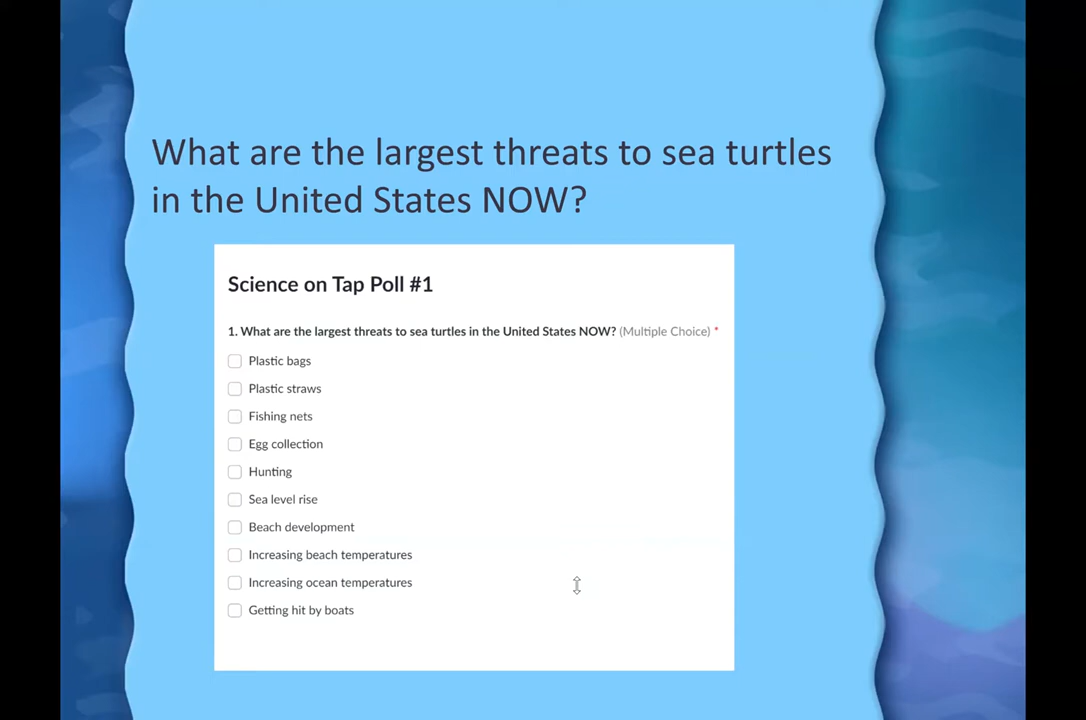 What are the largest threats to sea turtles
in the United States NOW?
Science on Tap Poll #1
1. What are the largest threats to sea turtles in the United States NOW? (Multiple Choice) *
Plastic bags
Plastic straws
Fishing nets
Egg collection
Hunting
Sea level rise
Beach development
Increasing beach temperatures
Increasing ocean temperatures
Getting hit by boats